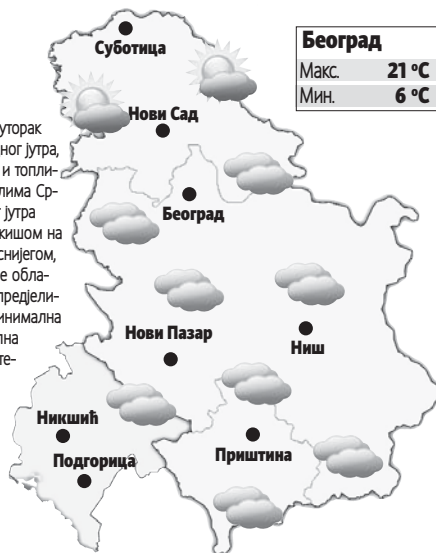 Београд
Макс. 21 °C
Мин. 6 °C
Суботица
Нови Сад
Београд
Нови Пазар
Ниш
Никшић
Подгорица
Приштина
уторак
ног јутра,
и топли-
лима Ср-
јутра
кишом на
снијегом,
е обла-
предјели-
инимална
лна
те-